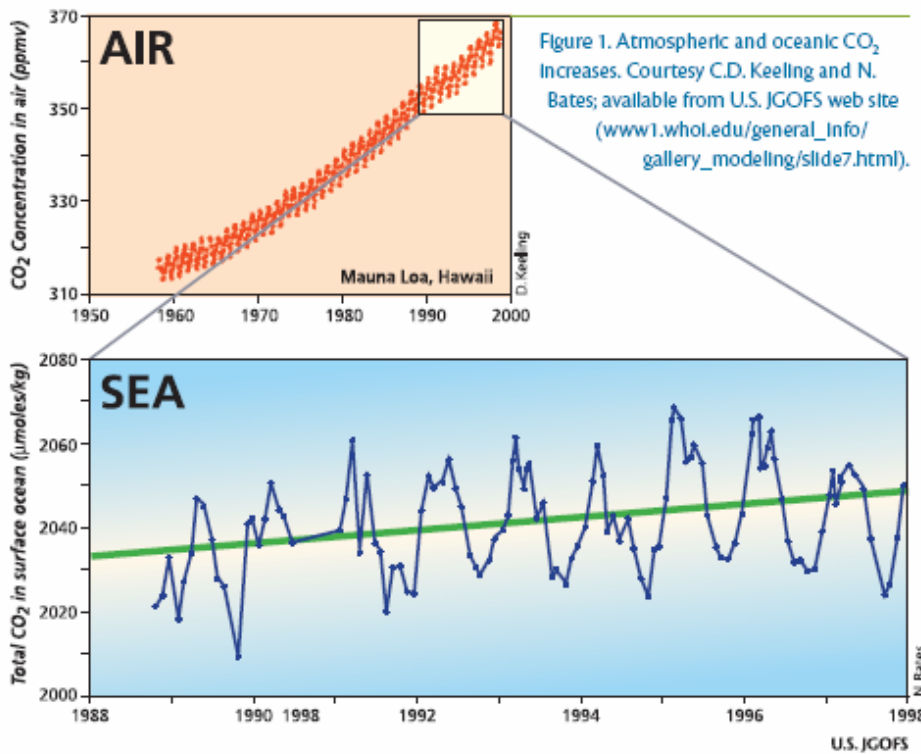 370
350
330
310
CO₂ Concentration in air (ppmv)
AIR
Mauna Loa, Hawaii
D. Keeling
1950 1960 1970 1980 1990 2000
Figure 1. Atmospheric and oceanic CO₂
increases. Courtesy C.D. Keeling and N.
Bates; available from U.S. JGOFS web site
(www1.whoi.edu/general_info/
gallery_modeling/slide7.html).
2080
2060
2040
2020
2000
Total CO₂ in surface ocean (μmoles/kg)
SEA
N. Bates
1988 1990 1998 1992 1994 1996 1998
U.S. JGOFS